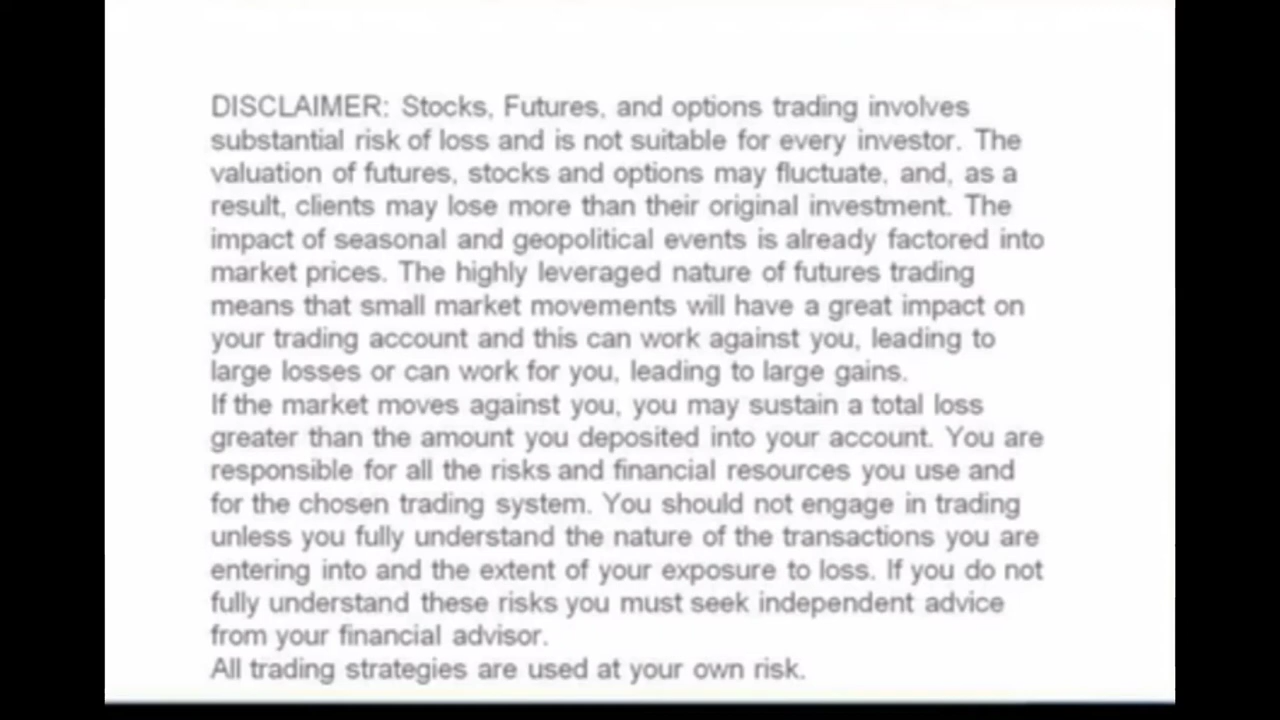 DISCLAIMER: Stocks, Futures, and options trading involves
substantial risk of loss and is not suitable for every investor. The
valuation of futures, stocks and options may fluctuate, and, as a
result, clients may lose more than their original investment. The
impact of seasonal and geopolitical events is already factored into
market prices. The highly leveraged nature of futures trading
means that small market movements will have a great impact on
your trading account and this can work against you, leading to
large losses or can work for you, leading to large gains.
If the market moves against you, you may sustain a total loss
greater than the amount you deposited into your account. You are
responsible for all the risks and financial resources you use and
for the chosen trading system. You should not engage in trading
unless you fully understand the nature of the transactions you are
entering into and the extent of your exposure to loss. If you do not
fully understand these risks you must seek independent advice
from your financial advisor.
All trading strategies are used at your own risk.